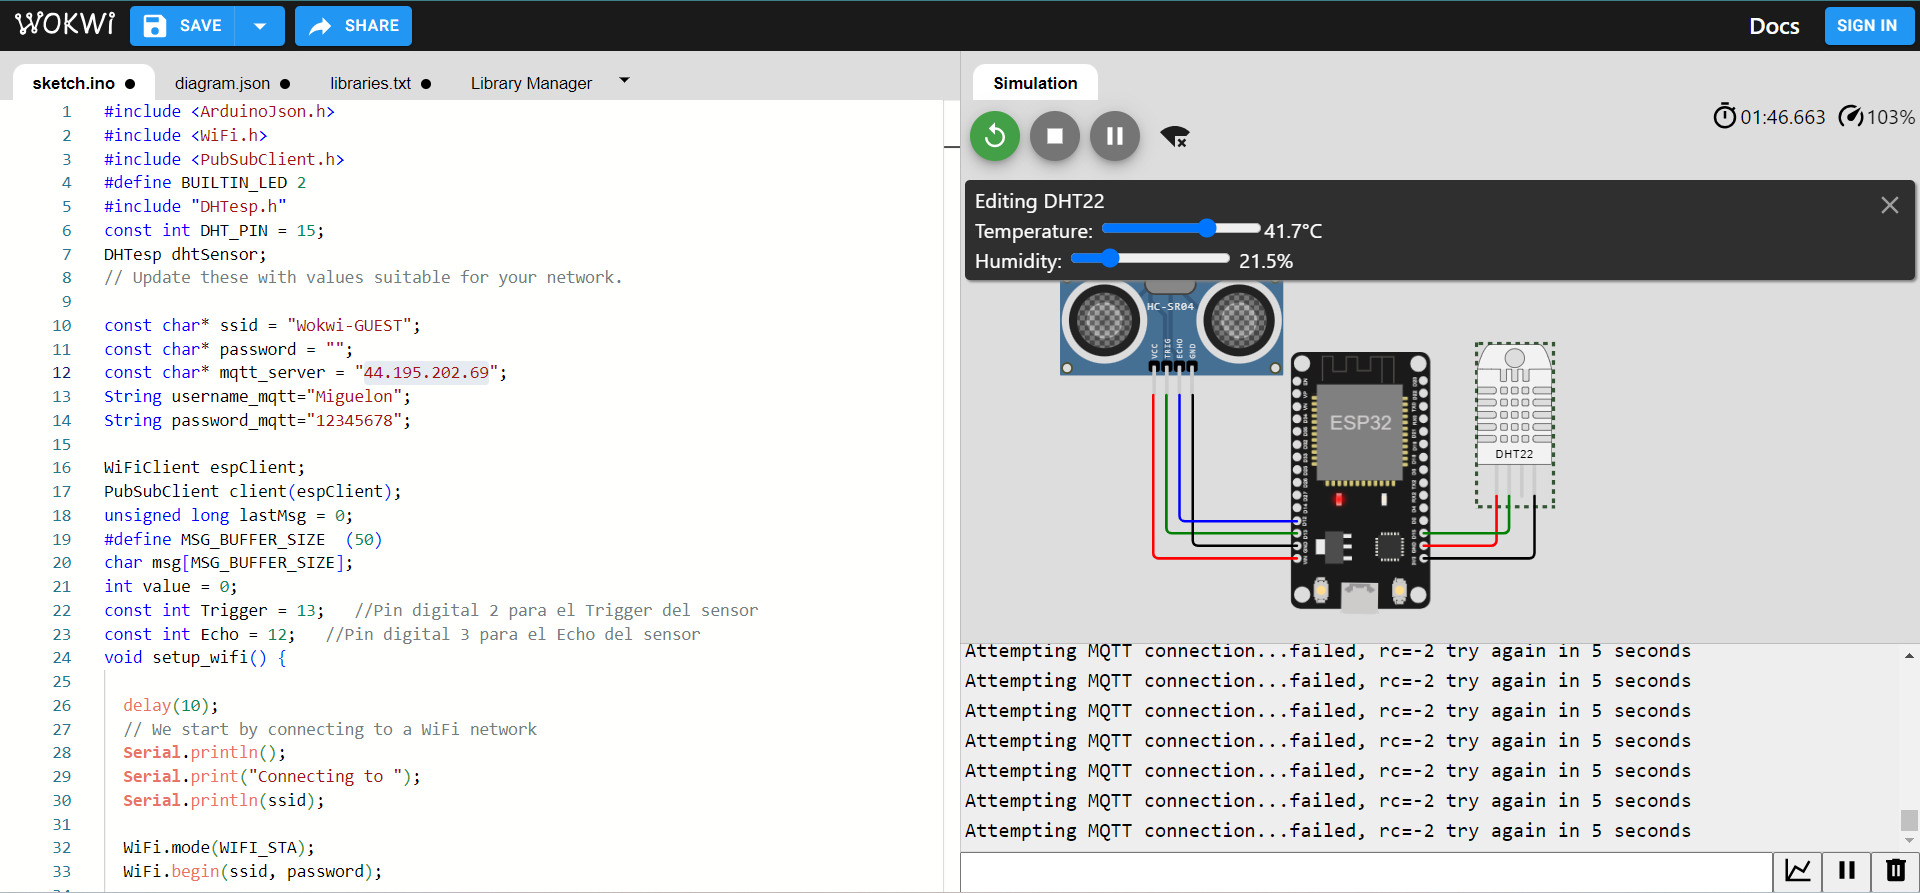 WOKWi SAVE SHARE Docs SIGN IN
sketch.ino ● diagram.json ● libraries.txt ● Library Manager
1 #include <ArduinoJson.h>
2 #include <WiFi.h>
3 #include <PubSubClient.h>
4 #define BUILTIN_LED 2
5 #include "DHTesp.h"
6 const int DHT_PIN = 15;
7 DHTesp dhtSensor;
8 // Update these with values suitable for your network.
9
10 const char* ssid = "Wokwi-GUEST";
11 const char* password = "";
12 const char* mqtt_server = "44.195.202.69";
13 String username_mqtt="Miguelon";
14 String password_mqtt="12345678";
15
16 WiFiClient espClient;
17 PubSubClient client(espClient);
18 unsigned long lastMsg = 0;
19 #define MSG_BUFFER_SIZE  (50)
20 char msg[MSG_BUFFER_SIZE];
21 int value = 0;
22 const int Trigger = 13;   //Pin digital 2 para el Trigger del sensor
23 const int Echo = 12;   //Pin digital 3 para el Echo del sensor
24 void setup_wifi() {
25
26 delay(10);
27 // We start by connecting to a WiFi network
28 Serial.println();
29 Serial.print("Connecting to ");
30 Serial.println(ssid);
31
32 WiFi.mode(WIFI_STA);
33 WiFi.begin(ssid, password);
Simulation
01:46.663 103%
Editing DHT22
Temperature: 41.7°C
Humidity: 21.5%
HC-SR04
VCC TRIG ECHO GND
ESP32
DHT22
Attempting MQTT connection...failed, rc=-2 try again in 5 seconds
Attempting MQTT connection...failed, rc=-2 try again in 5 seconds
Attempting MQTT connection...failed, rc=-2 try again in 5 seconds
Attempting MQTT connection...failed, rc=-2 try again in 5 seconds
Attempting MQTT connection...failed, rc=-2 try again in 5 seconds
Attempting MQTT connection...failed, rc=-2 try again in 5 seconds
Attempting MQTT connection...failed, rc=-2 try again in 5 seconds